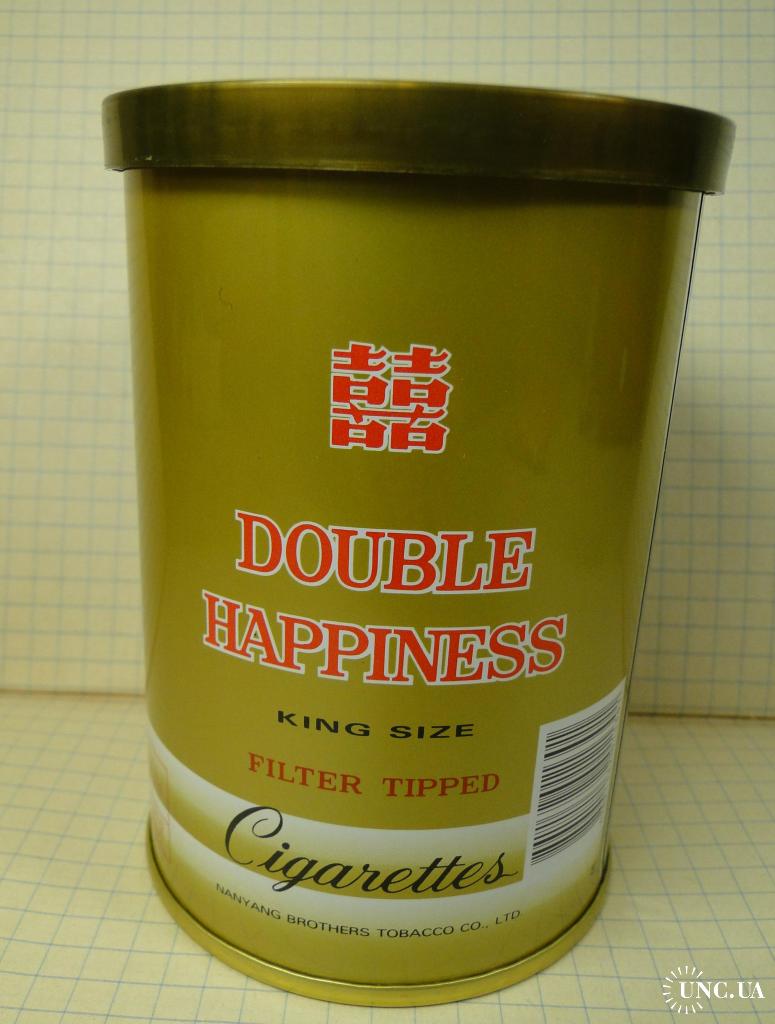 囍
DOUBLE
HAPPINESS
KING SIZE
FILTER TIPPED
Cigarettes
NANYANG BROTHERS TOBACCO CO., LTD
UNC.UA